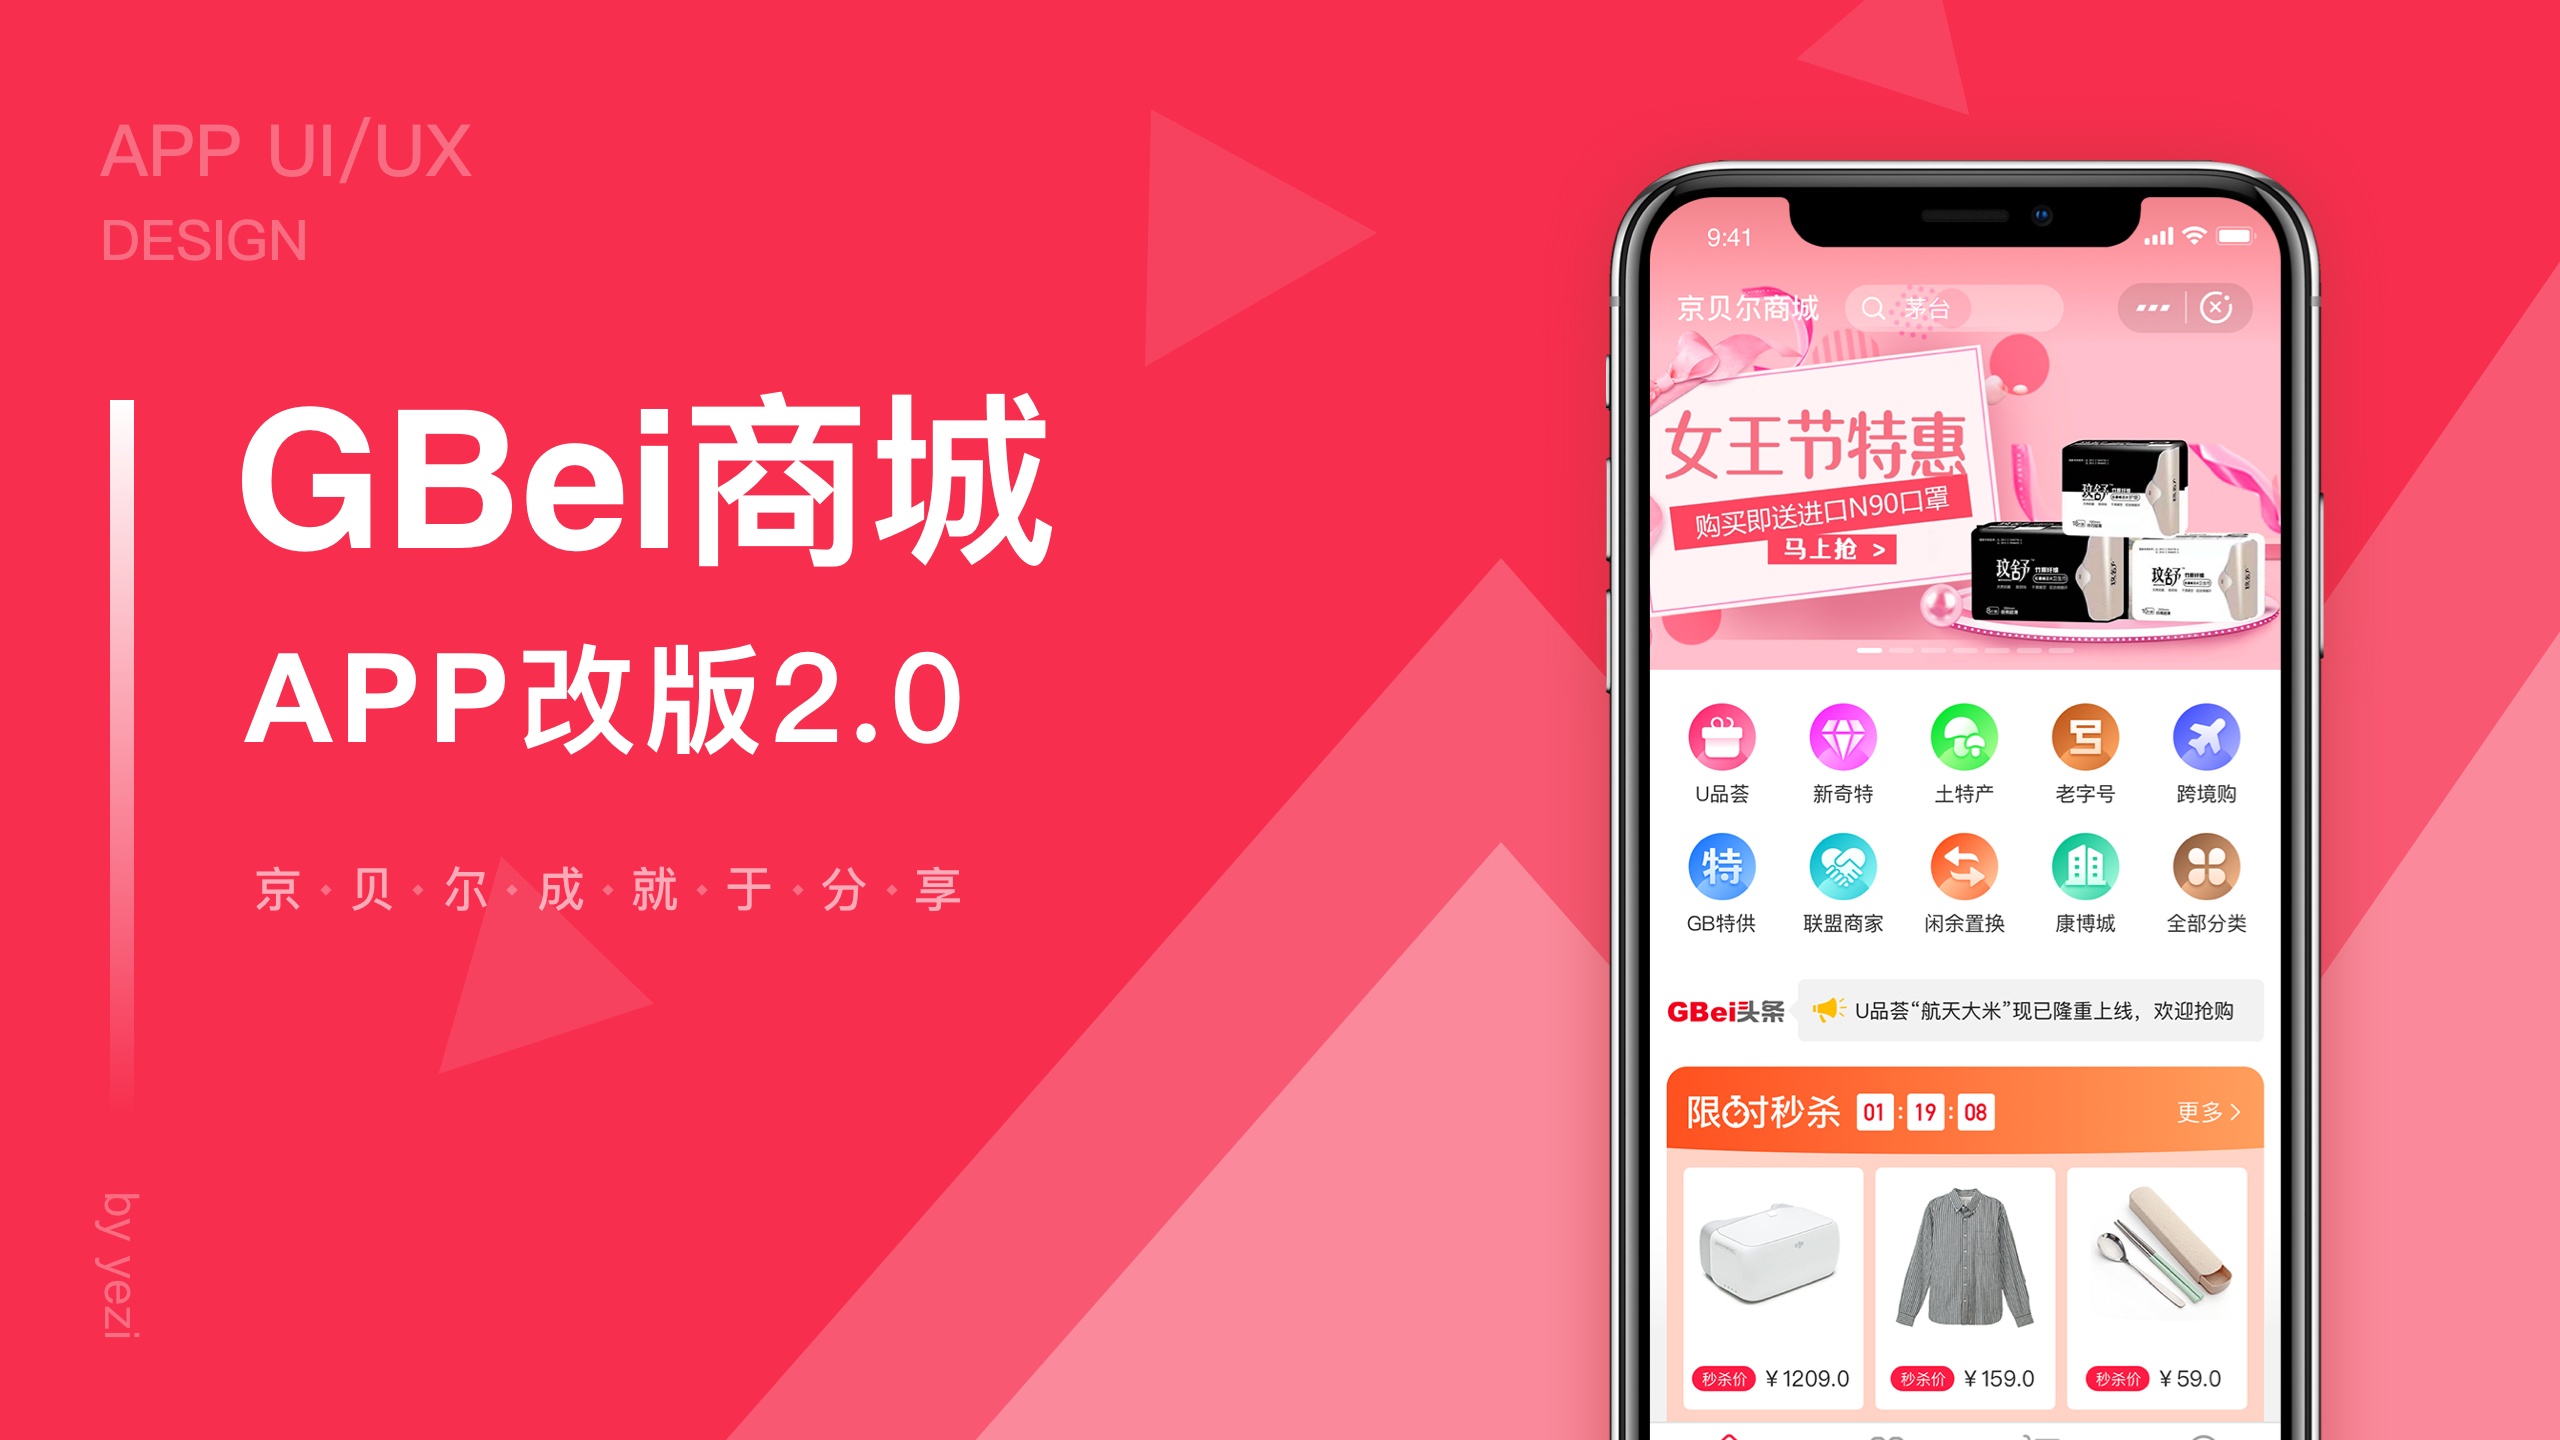 APP UI/UX
DESIGN
GBei商城
APP改版2.0
京·贝·尔·成·就·于·分·享
by yezi
9:41
京贝尔商城
茅台
女王节特惠
购买即送进口N90口罩
马上抢 >
玟舒
玟舒
玟舒
U品荟 新奇特 土特产 老字号 跨境购
特
GB特供 联盟商家 闲余置换 康博城 全部分类
GBei头条
U品荟“航天大米”现已隆重上线，欢迎抢购
限时秒杀 01:19:08 更多
秒杀价 ¥1209.0
秒杀价 ¥159.0
秒杀价 ¥59.0